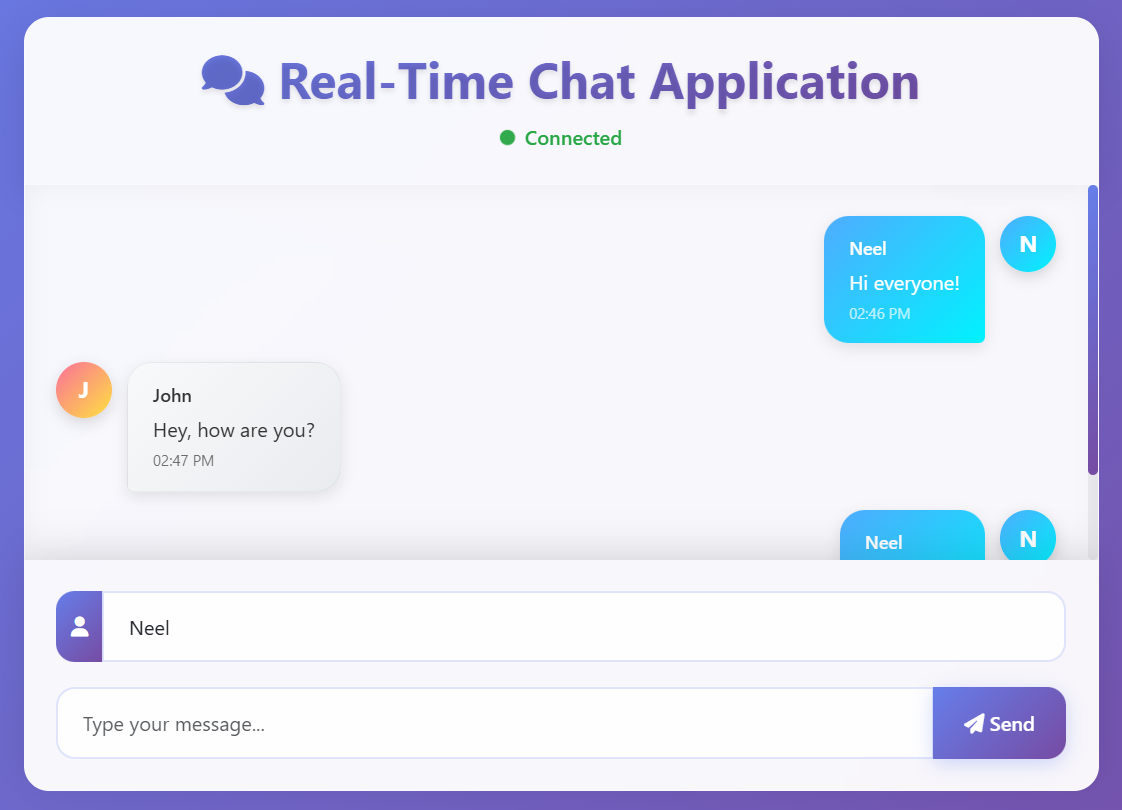 Real-Time Chat Application
Connected
Neel
Hi everyone!
02:46 PM
N
J
John
Hey, how are you?
02:47 PM
Neel
N
Neel
Type your message...
Send